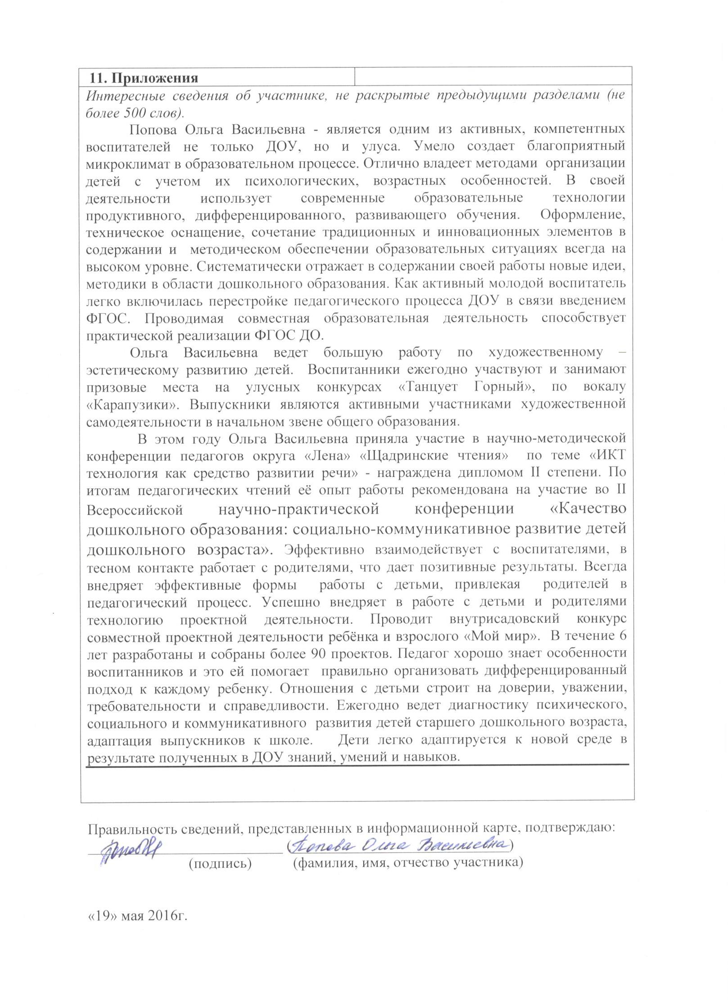 11. Приложения
Интересные сведения об участнике, не раскрытые предыдущими разделами (не
более 500 слов).
Попова Ольга Васильевна - является одним из активных, компетентных
воспитателей не только ДОУ, но и улуса. Умело создает благоприятный
микроклимат в образовательном процессе. Отлично владеет методами организации
детей с учетом их психологических, возрастных особенностей. В своей
деятельности использует современные образовательные технологии
продуктивного, дифференцированного, развивающего обучения. Оформление,
техническое оснащение, сочетание традиционных и инновационных элементов в
содержании и методическом обеспечении образовательных ситуациях всегда на
высоком уровне. Систематически отражает в содержании своей работы новые идеи,
методики в области дошкольного образования. Как активный молодой воспитатель
легко включилась перестройке педагогического процесса ДОУ в связи введением
ФГОС. Проводимая совместная образовательная деятельность способствует
практической реализации ФГОС ДО.
Ольга Васильевна ведет большую работу по художественному –
эстетическому развитию детей. Воспитанники ежегодно участвуют и занимают
призовые места на улусных конкурсах «Танцует Горный», по вокалу
«Карапузики». Выпускники являются активными участниками художественной
самодеятельности в начальном звене общего образования.
В этом году Ольга Васильевна приняла участие в научно-методической
конференции педагогов округа «Лена» «Щадринские чтения» по теме «ИКТ
технология как средство развитии речи» - награждена дипломом II степени. По
итогам педагогических чтений её опыт работы рекомендована на участие во II
Всероссийской научно-практической конференции «Качество
дошкольного образования: социально-коммуникативное развитие детей
дошкольного возраста». Эффективно взаимодействует с воспитателями, в
тесном контакте работает с родителями, что дает позитивные результаты. Всегда
внедряет эффективные формы работы с детьми, привлекая родителей в
педагогический процесс. Успешно внедряет в работе с детьми и родителями
технологию проектной деятельности. Проводит внутрисадовский конкурс
совместной проектной деятельности ребёнка и взрослого «Мой мир». В течение 6
лет разработаны и собраны более 90 проектов. Педагог хорошо знает особенности
воспитанников и это ей помогает правильно организовать дифференцированный
подход к каждому ребенку. Отношения с детьми строит на доверии, уважении,
требовательности и справедливости. Ежегодно ведет диагностику психического,
социального и коммуникативного развития детей старшего дошкольного возраста,
адаптация выпускников к школе. Дети легко адаптируется к новой среде в
результате полученных в ДОУ знаний, умений и навыков.
Правильность сведений, представленных в информационной карте, подтверждаю:
(Попова Ольга Васильевна)
(подпись) (фамилия, имя, отчество участника)
«19» мая 2016г.